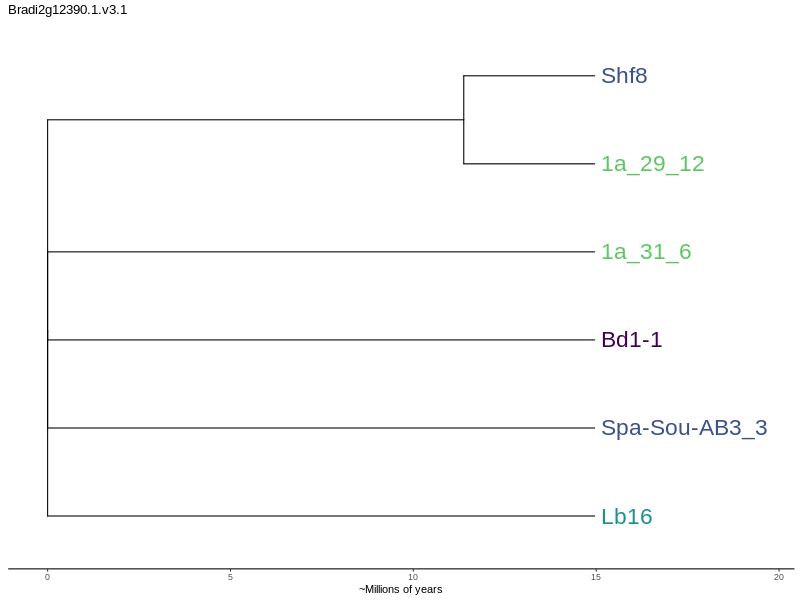 Bradi2g12390.1.v3.1
Shf8
1a_29_12
1a_31_6
Bd1-1
Spa-Sou-AB3_3
Lb16
0 5 10 15 20
~Millions of years